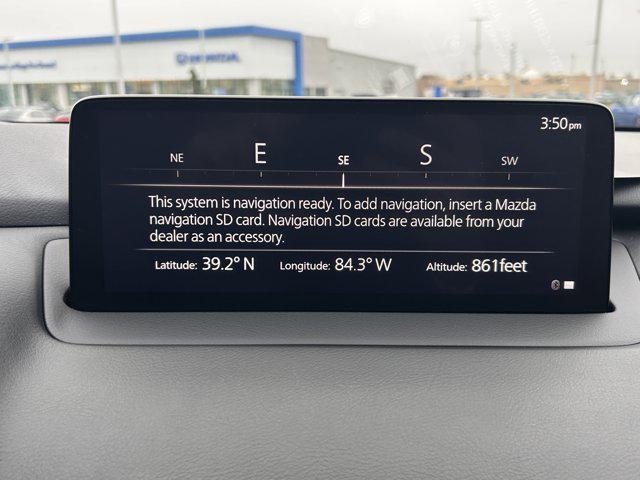 HONDA
3:50pm
NE E SE S SW
This system is navigation ready. To add navigation, insert a Mazda
navigation SD card. Navigation SD cards are available from your
dealer as an accessory.
Latitude: 39.2° N Longitude: 84.3° W Altitude: 861feet